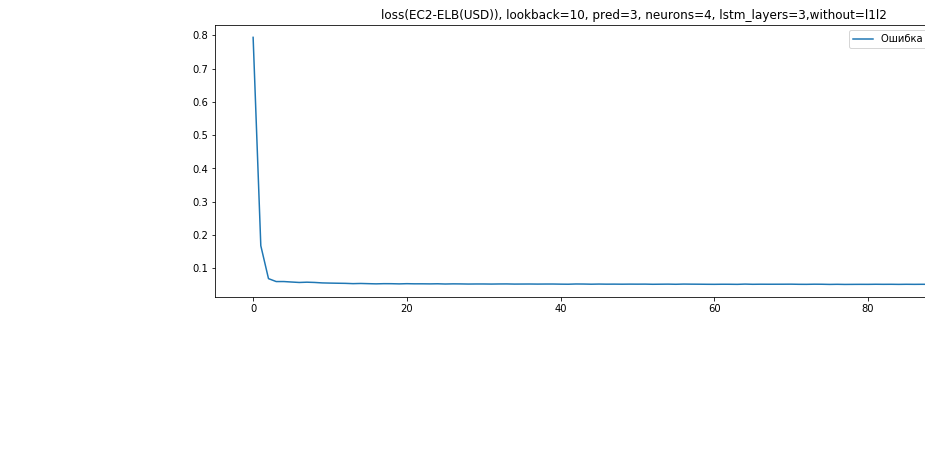 loss(EC2-ELB(USD)), lookback=10, pred=3, neurons=4, lstm_layers=3,without=l1l2
Ошибка
0.8
0.7
0.6
0.5
0.4
0.3
0.2
0.1
0 20 40 60 80